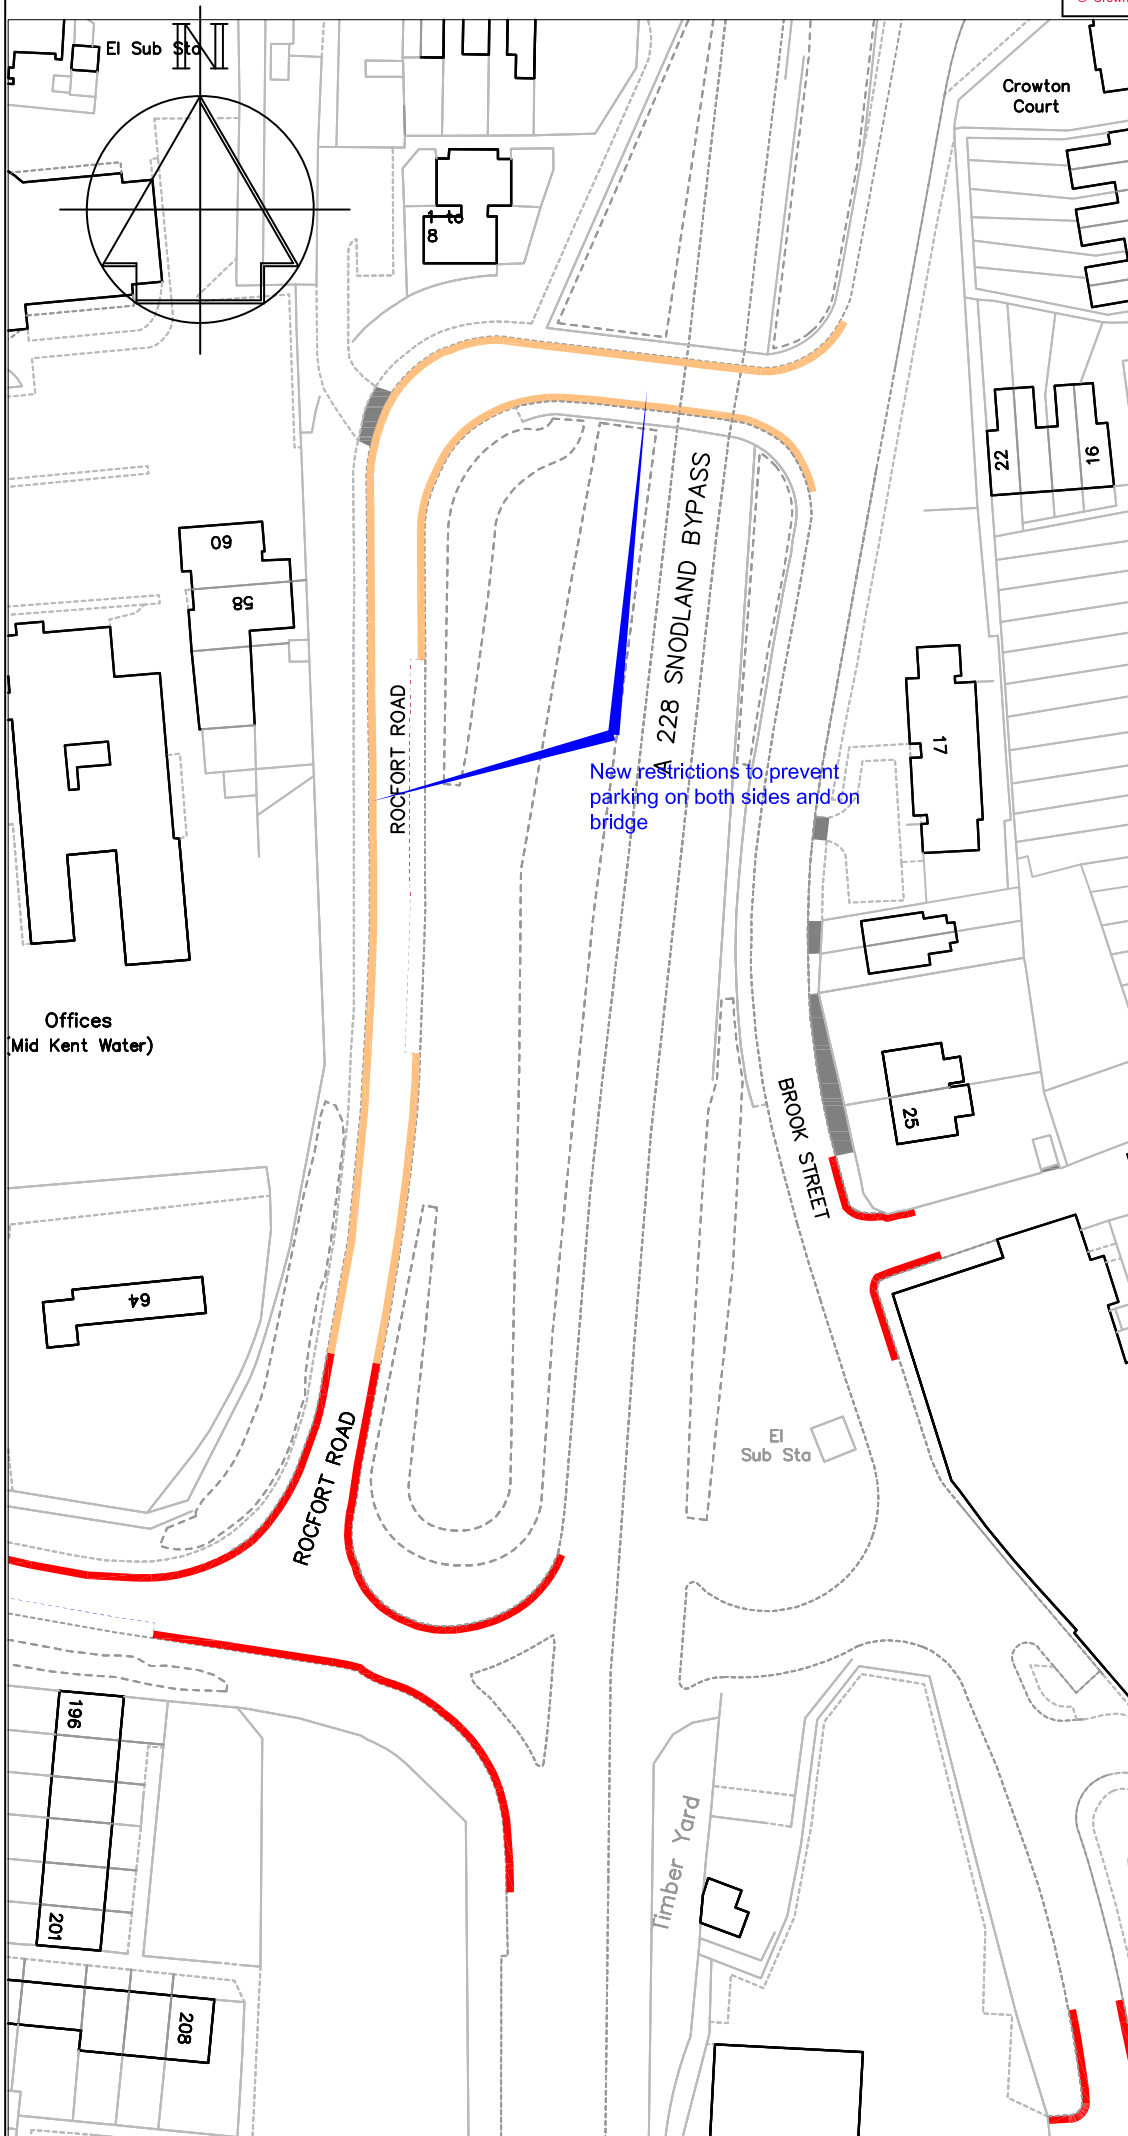 El Sub Sta
N
Crowton
Court
1 to
8
22
16
60
58
A 228 SNODLAND BYPASS
ROCFORT ROAD
17
New restrictions to prevent
parking on both sides and on
bridge
Offices
(Mid Kent Water)
BROOK STREET
25
64
ROCFORT ROAD
El
Sub Sta
196
Timber Yard
201
208